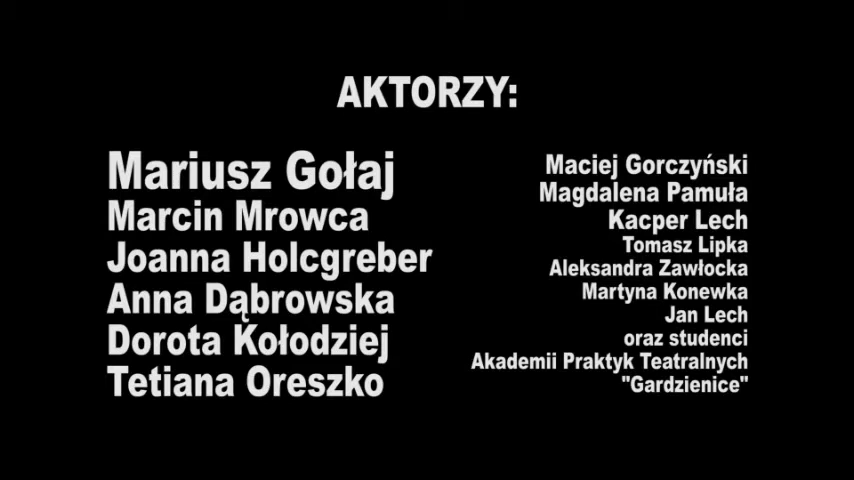 AKTORZY:
Mariusz Gołaj
Marcin Mrowca
Joanna Holcgreber
Anna Dąbrowska
Dorota Kołodziej
Tetiana Oreszko
Maciej Gorczyński
Magdalena Pamuła
Kacper Lech
Tomasz Lipka
Aleksandra Zawłocka
Martyna Konewka
Jan Lech
oraz studenci
Akademii Praktyk Teatralnych
"Gardzienice"